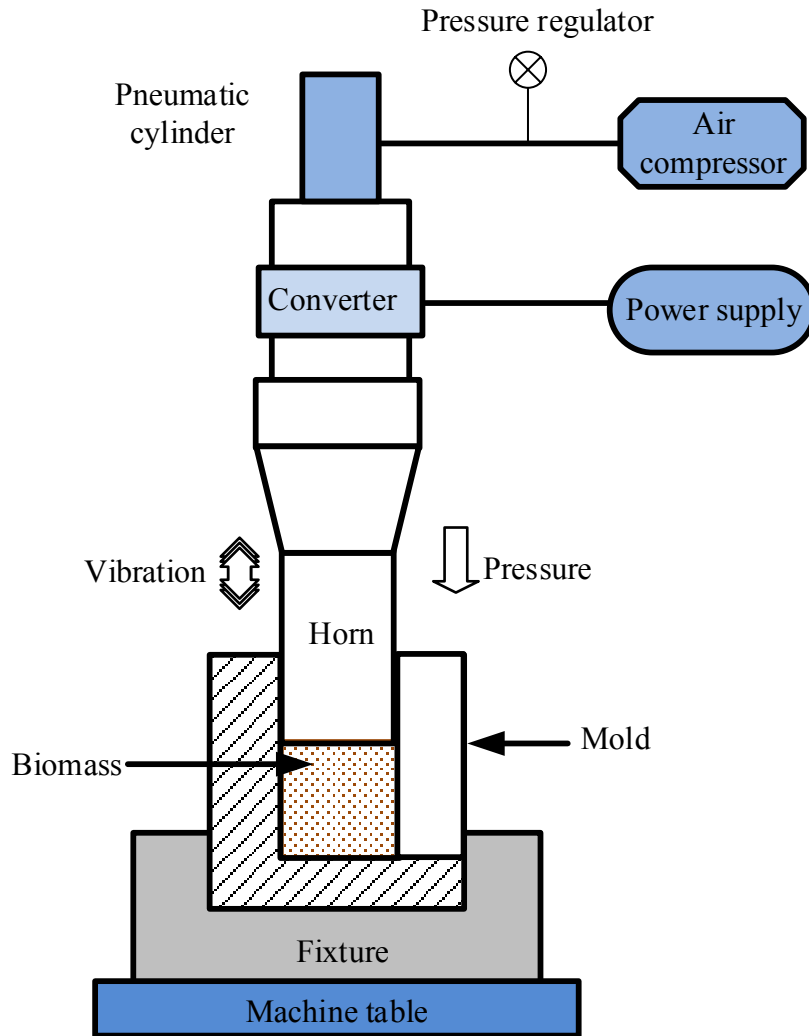 Pressure regulator
Pneumatic
cylinder
Air
compressor
Converter
Power supply
Vibration
Pressure
Horn
Mold
Biomass
Fixture
Machine table